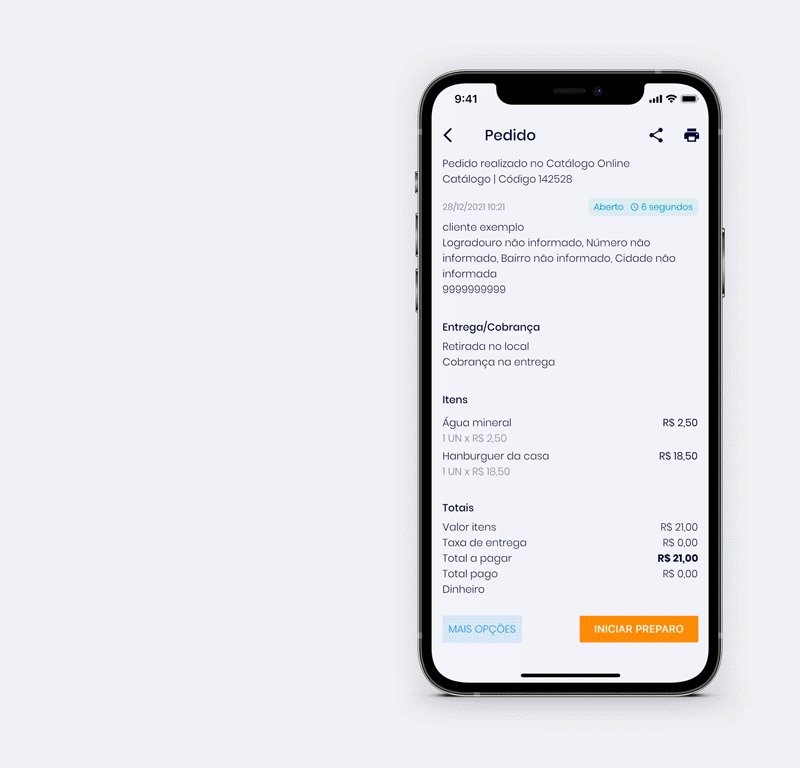 9:41
Pedido
Pedido realizado no Catálogo Online
Catálogo | Código 142528
28/12/2021 10:21
Aberto 6 segundos
cliente exemplo
Logradouro não informado, Número não
informado, Bairro não informado, Cidade não
informada
9999999999
Entrega/Cobrança
Retirada no local
Cobrança na entrega
Itens
Água mineral R$ 2,50
1 UN x R$ 2,50
Hanburguer da casa R$ 18,50
1 UN x R$ 18,50
Totais
Valor itens R$ 21,00
Taxa de entrega R$ 0,00
Total a pagar R$ 21,00
Total pago R$ 0,00
Dinheiro
MAIS OPÇÕES INICIAR PREPARO